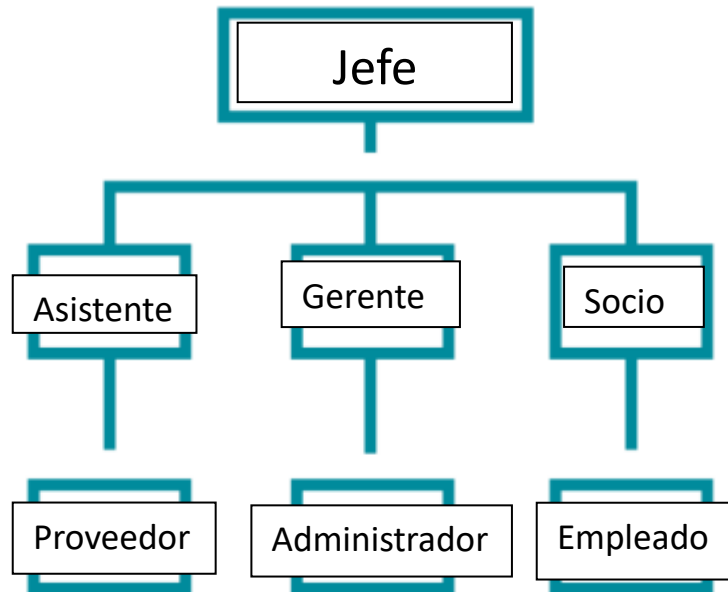 Jefe
Asistente
Gerente
Socio
Proveedor
Administrador
Empleado